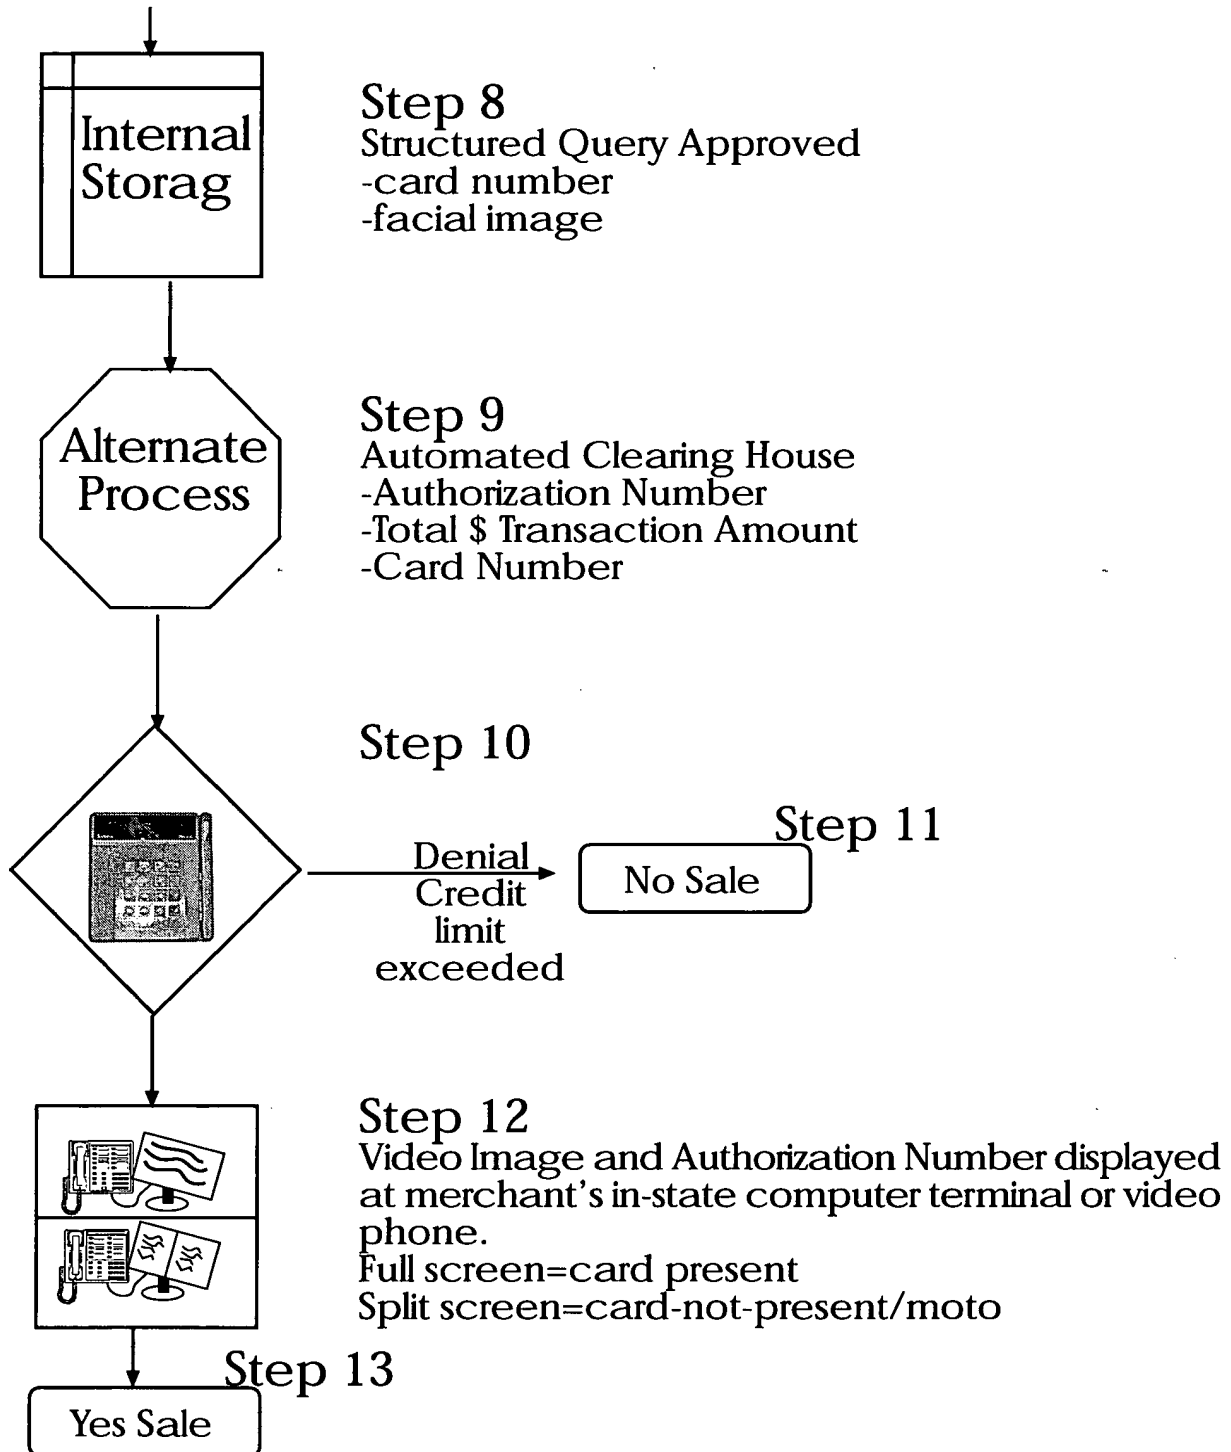 Internal
Storag
Step 8
Structured Query Approved
-card number
-facial image
Alternate
Process
Step 9
Automated Clearing House
-Authorization Number
-Total $ Transaction Amount
-Card Number
Step 10
Denial
Credit
limit
exceeded
Step 11
No Sale
Step 12
Video Image and Authorization Number displayed
at merchant's in-state computer terminal or video
phone.
Full screen=card present
Split screen=card-not-present/moto
Step 13
Yes Sale